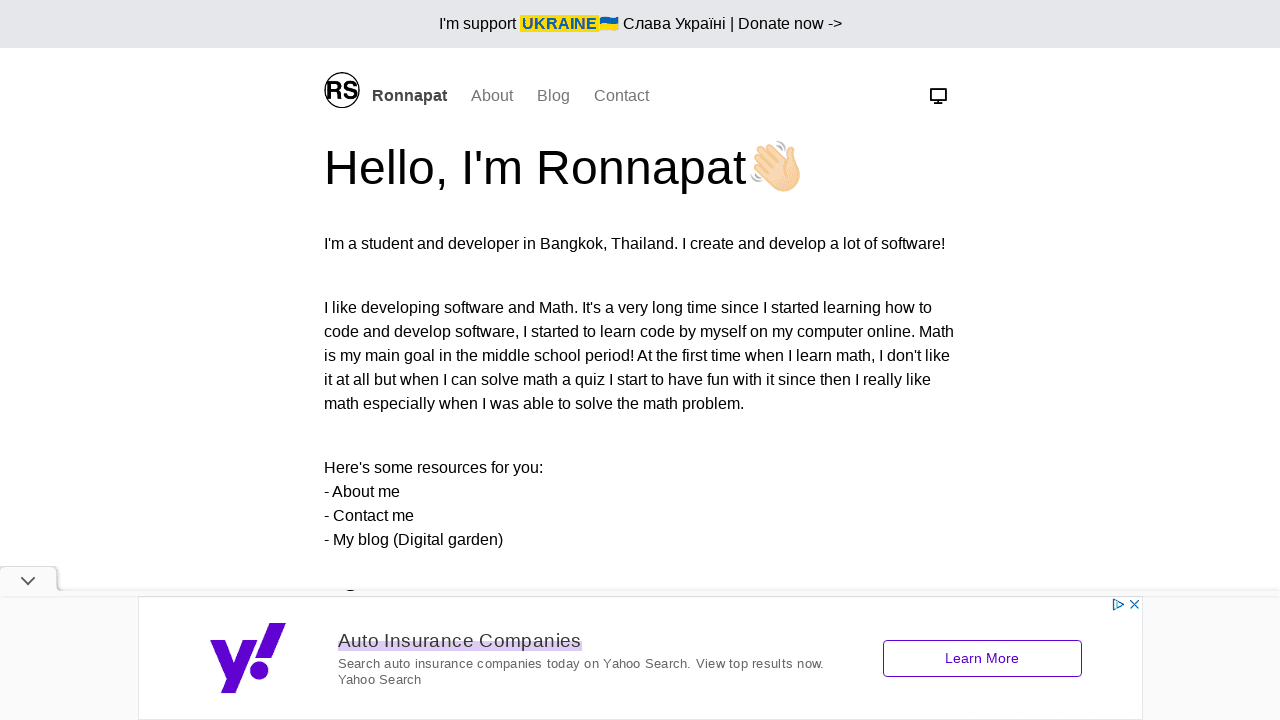 I'm support UKRAINE🇺🇦 Слава Україні | Donate now ->
RS Ronnapat About Blog Contact
Hello, I'm Ronnapat👋🏻
I'm a student and developer in Bangkok, Thailand. I create and develop a lot of software!
I like developing software and Math. It's a very long time since I started learning how to
code and develop software, I started to learn code by myself on my computer online. Math
is my main goal in the middle school period! At the first time when I learn math, I don't like
it at all but when I can solve math a quiz I start to have fun with it since then I really like
math especially when I was able to solve the math problem.
Here's some resources for you:
- About me
- Contact me
- My blog (Digital garden)
Auto Insurance Companies
Search auto insurance companies today on Yahoo Search. View top results now.
Yahoo Search
Learn More
y!